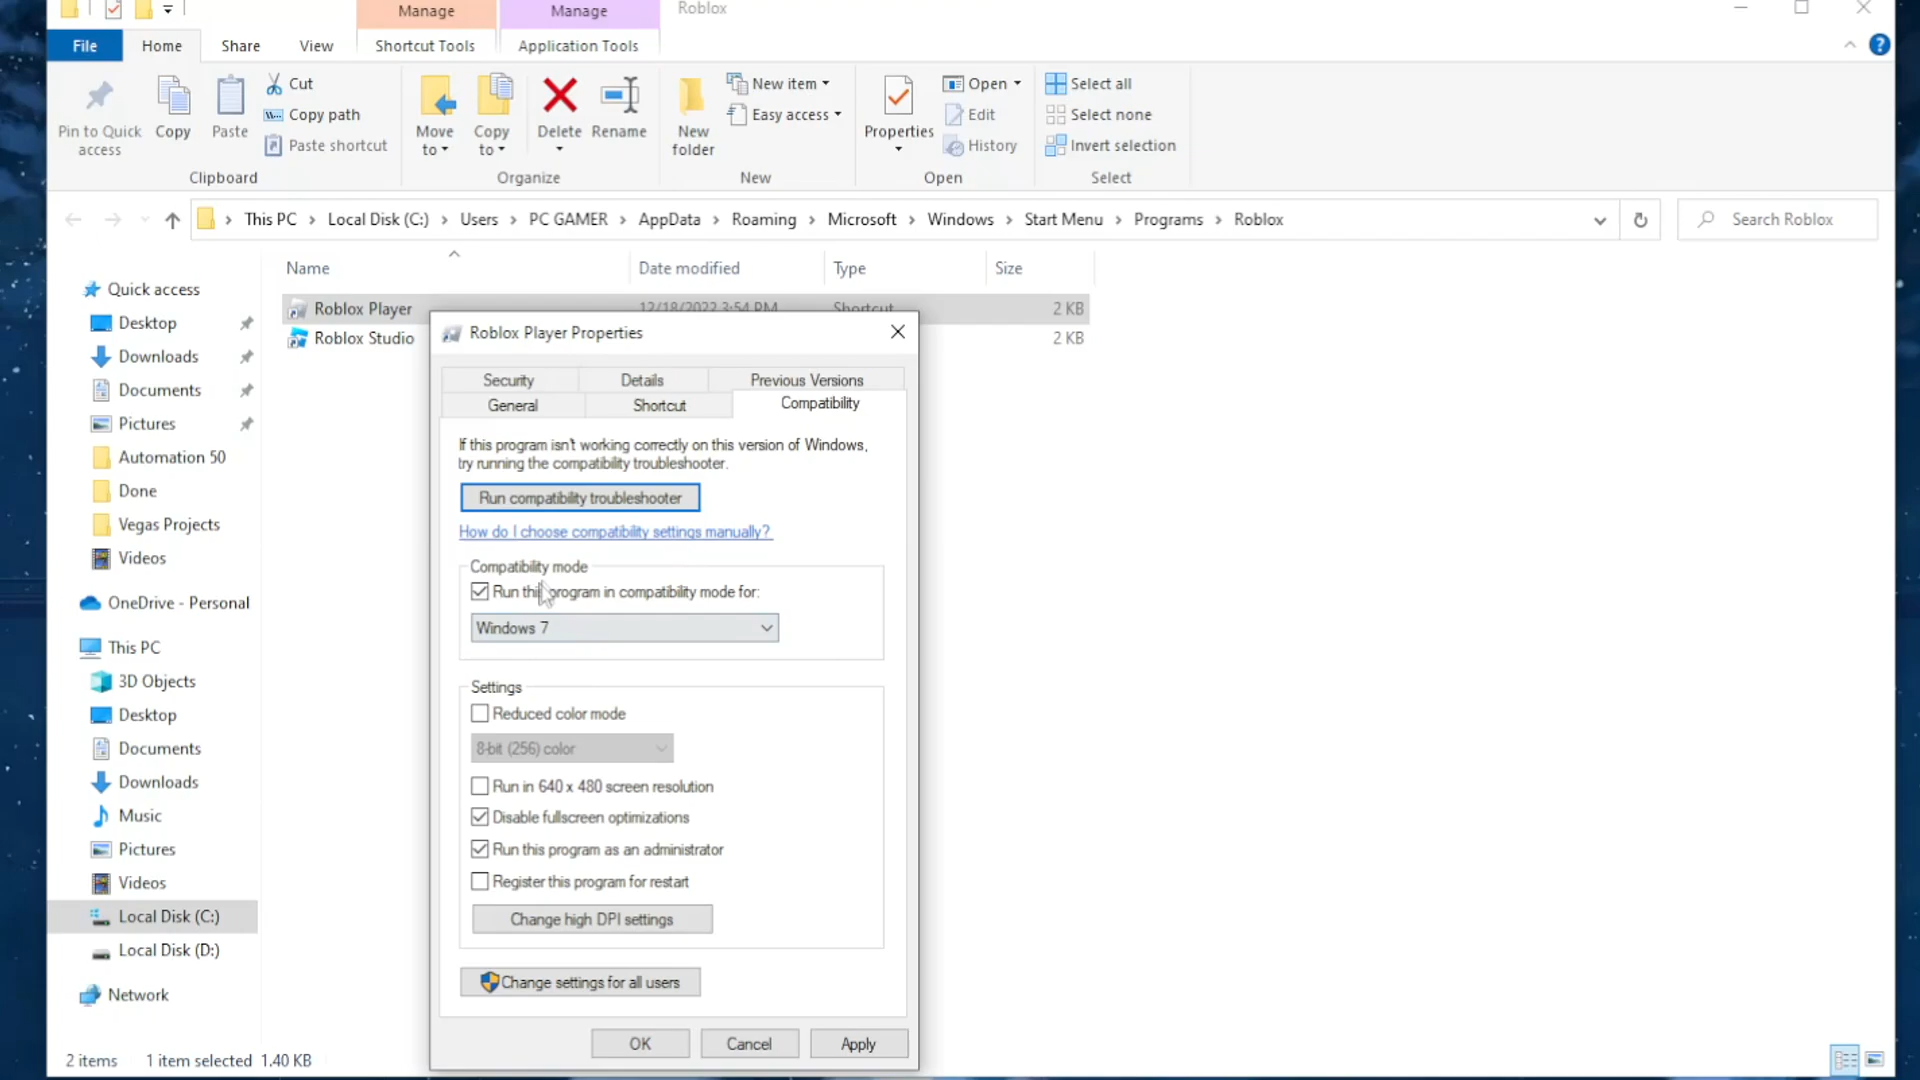 Manage
Manage
Roblox
File
Home
Share
View
Shortcut Tools
Application Tools
Pin to Quick
access
Copy
Paste
Cut
Copy path
Paste shortcut
Clipboard
Move
to
Copy
to
Delete
Rename
Organize
New
folder
New item
Easy access
New
Properties
Open
Edit
History
Open
Select all
Select none
Invert selection
Select
This PC
Local Disk (C:)
Users
PC GAMER
AppData
Roaming
Microsoft
Windows
Start Menu
Programs
Roblox
Search Roblox
Name
Date modified
Type
Size
Roblox Player
12/18/2022 3:54 PM
Shortcut
2 KB
Roblox Studio
2 KB
Quick access
Desktop
Downloads
Documents
Pictures
Automation 50
Done
Vegas Projects
Videos
OneDrive - Personal
This PC
3D Objects
Desktop
Documents
Downloads
Music
Pictures
Videos
Local Disk (C:)
Local Disk (D:)
Network
2 items
1 item selected 1.40 KB
Roblox Player Properties
Security
Details
Previous Versions
General
Shortcut
Compatibility
If this program isn't working correctly on this version of Windows,
try running the compatibility troubleshooter.
Run compatibility troubleshooter
How do I choose compatibility settings manually?
Compatibility mode
Run this program in compatibility mode for:
Windows 7
Settings
Reduced color mode
8-bit (256) color
Run in 640 x 480 screen resolution
Disable fullscreen optimizations
Run this program as an administrator
Register this program for restart
Change high DPI settings
Change settings for all users
OK
Cancel
Apply